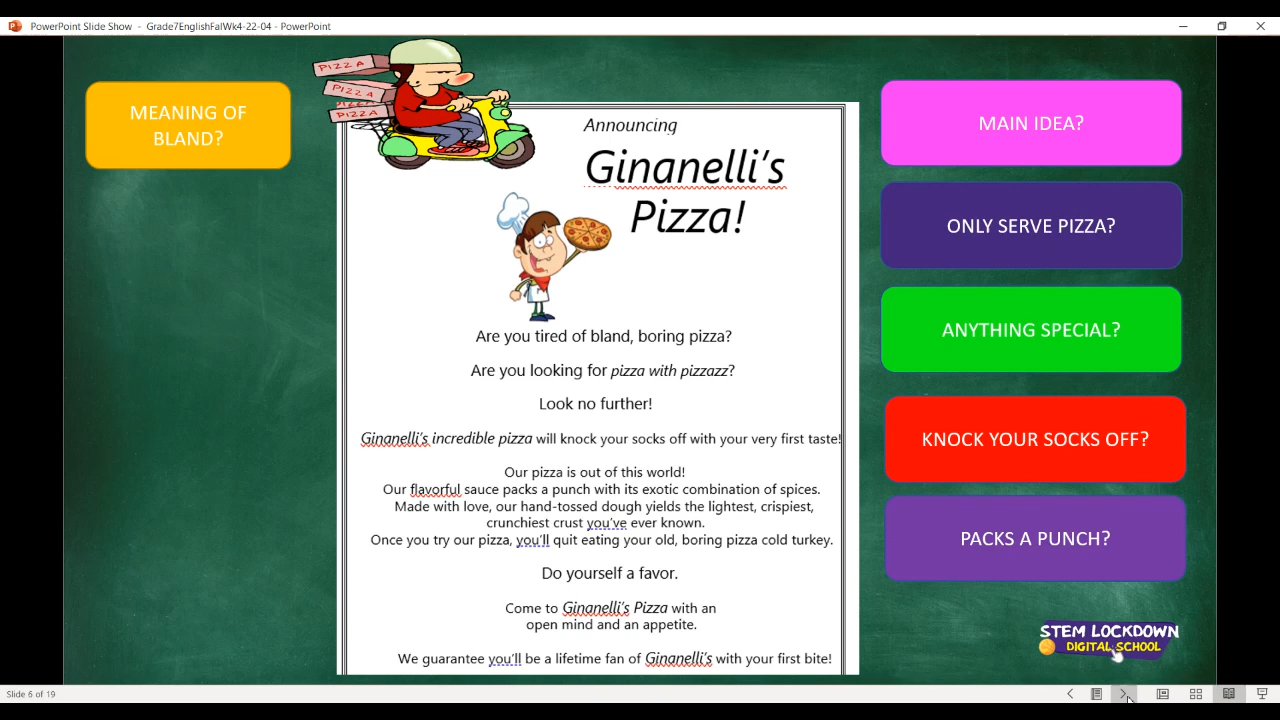 PowerPoint Slide Show - Grade7EnglishFalWk4-22-04 - PowerPoint
MEANING OF
BLAND?
PIZZA
PIZZA
PIZZA
Announcing
Ginanelli's
Pizza!
Are you tired of bland, boring pizza?
Are you looking for pizza with pizzazz?
Look no further!
Ginanelli's incredible pizza will knock your socks off with your very first taste!
Our pizza is out of this world!
Our flavorful sauce packs a punch with its exotic combination of spices.
Made with love, our hand-tossed dough yields the lightest, crispiest,
crunchiest crust you've ever known.
Once you try our pizza, you'll quit eating your old, boring pizza cold turkey.
Do yourself a favor.
Come to Ginanelli's Pizza with an
open mind and an appetite.
We guarantee you'll be a lifetime fan of Ginanelli's with your first bite!
MAIN IDEA?
ONLY SERVE PIZZA?
ANYTHING SPECIAL?
KNOCK YOUR SOCKS OFF?
PACKS A PUNCH?
STEM LOCKDOWN
DIGITAL SCHOOL
Slide 6 of 19